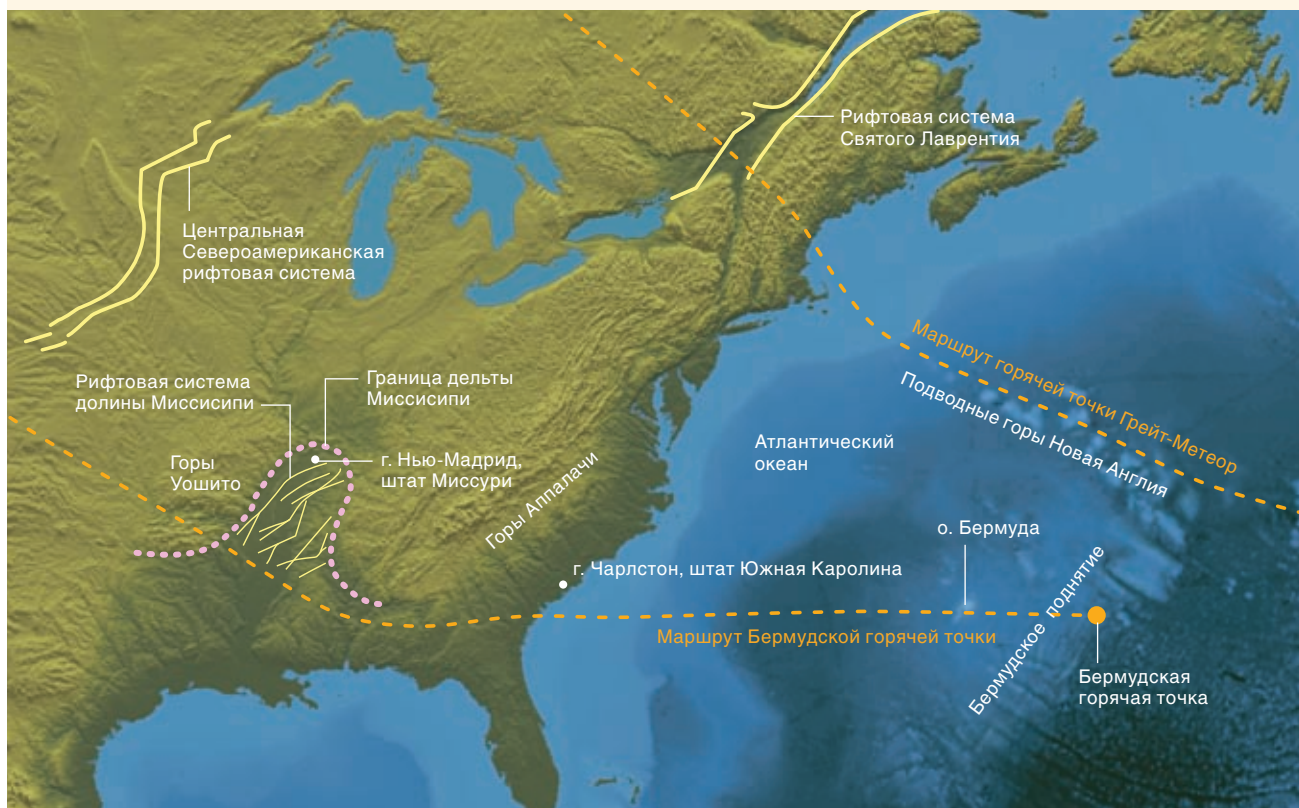 Рифтовая система
Святого Лаврентия
Центральная
Североамериканская
рифтовая система
Маршрут горячей точки Грейт-Метеор
Подводные горы Новая Англия
Рифтовая система
долины Миссисипи
Граница дельты
Миссисипи
Горы
Уошито
г. Нью-Мадрид,
штат Миссури
Горы Аппалачи
Атлантический
океан
о. Бермуда
г. Чарлстон, штат Южная Каролина
Маршрут Бермудской горячей точки
Бермудское поднятие
Бермудская
горячая точка